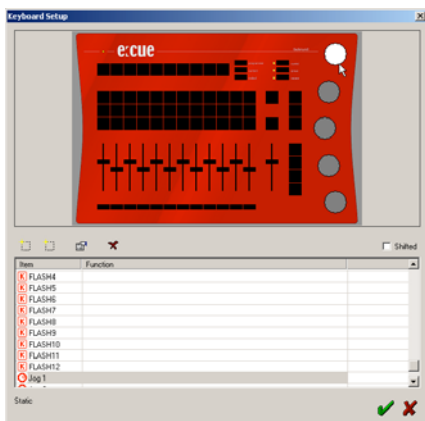 Keyboard Setup
e:cue
Shifted
Item Function
FLASH4
FLASH5
FLASH6
FLASH7
FLASH8
FLASH9
FLASH10
FLASH11
FLASH12
Jog 1
Static